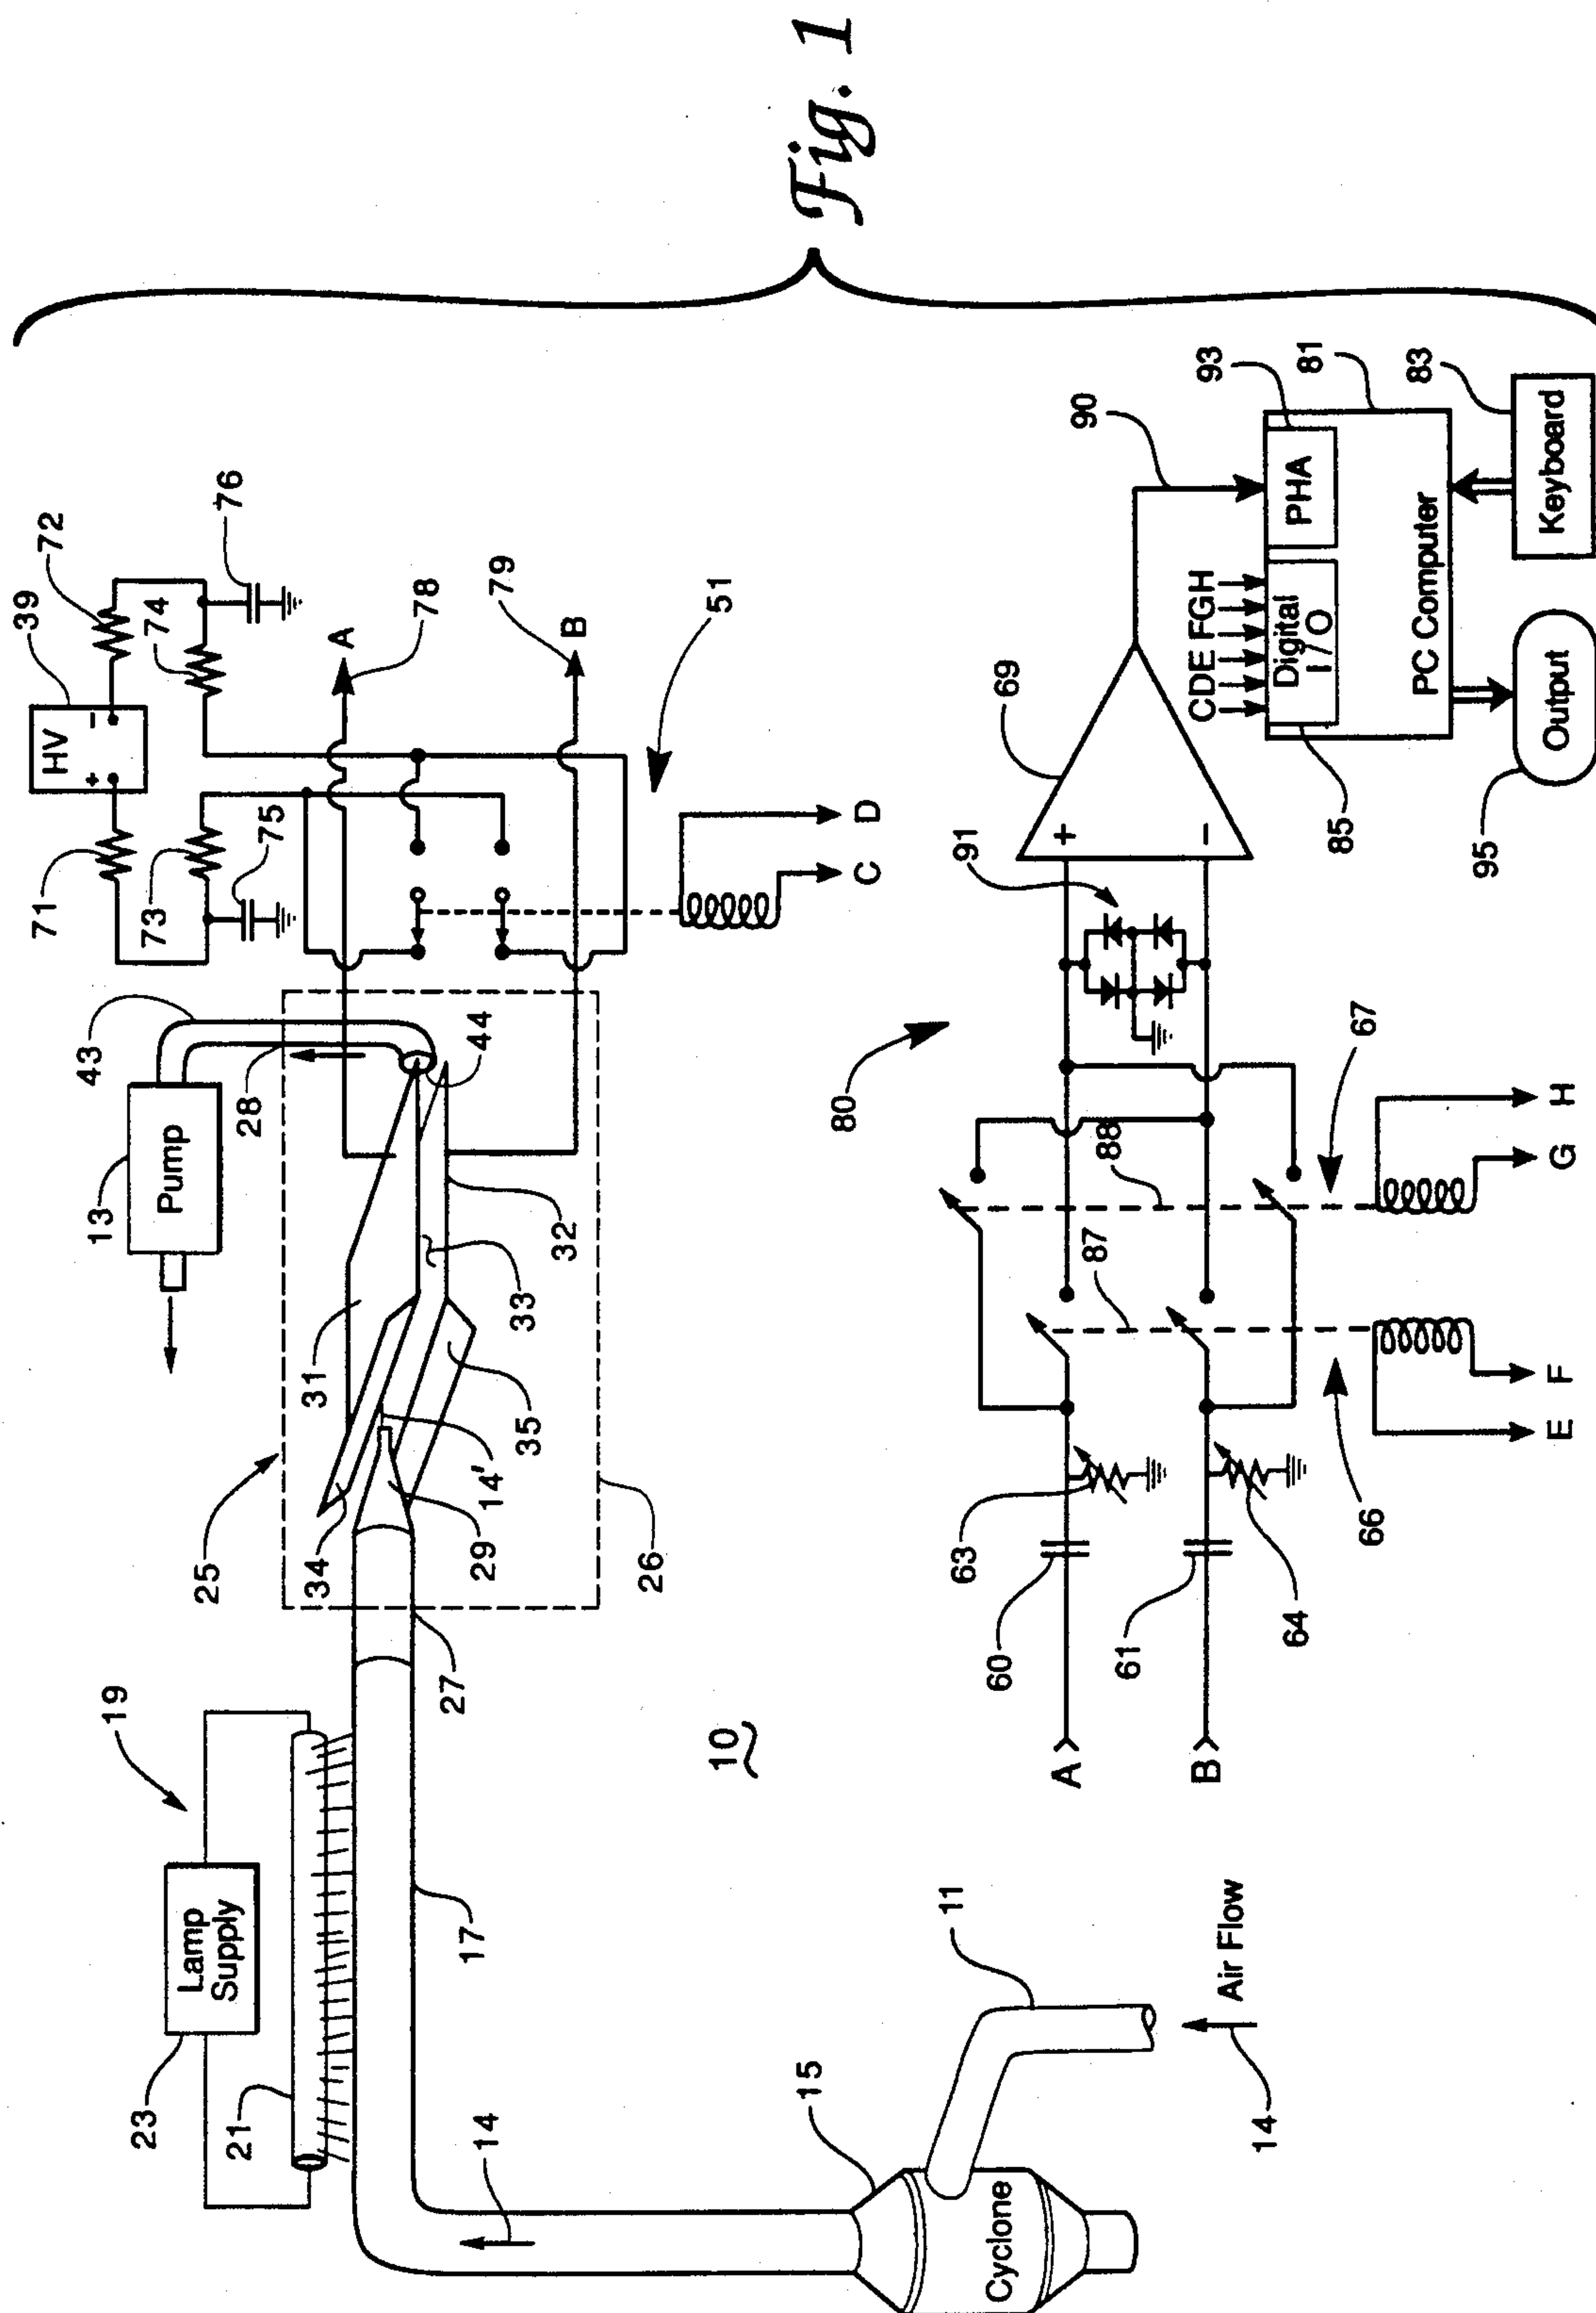 Fig. 1
19
23
Lamp
Supply
21
14
15
Cyclone
11
Air Flow
14
17
27
10
25
34
29
14'
26
35
31
33
32
13
Pump
28
43
44
71
73
75
39
HV
+
-
72
74
76
A
78
79
B
51
C
D
A
B
60
61
63
64
66
E
F
87
88
67
G
H
80
91
+
-
69
90
CDE FGH
Digital
I/O
85
PHA
93
PC Computer
81
Keyboard
83
Output
95